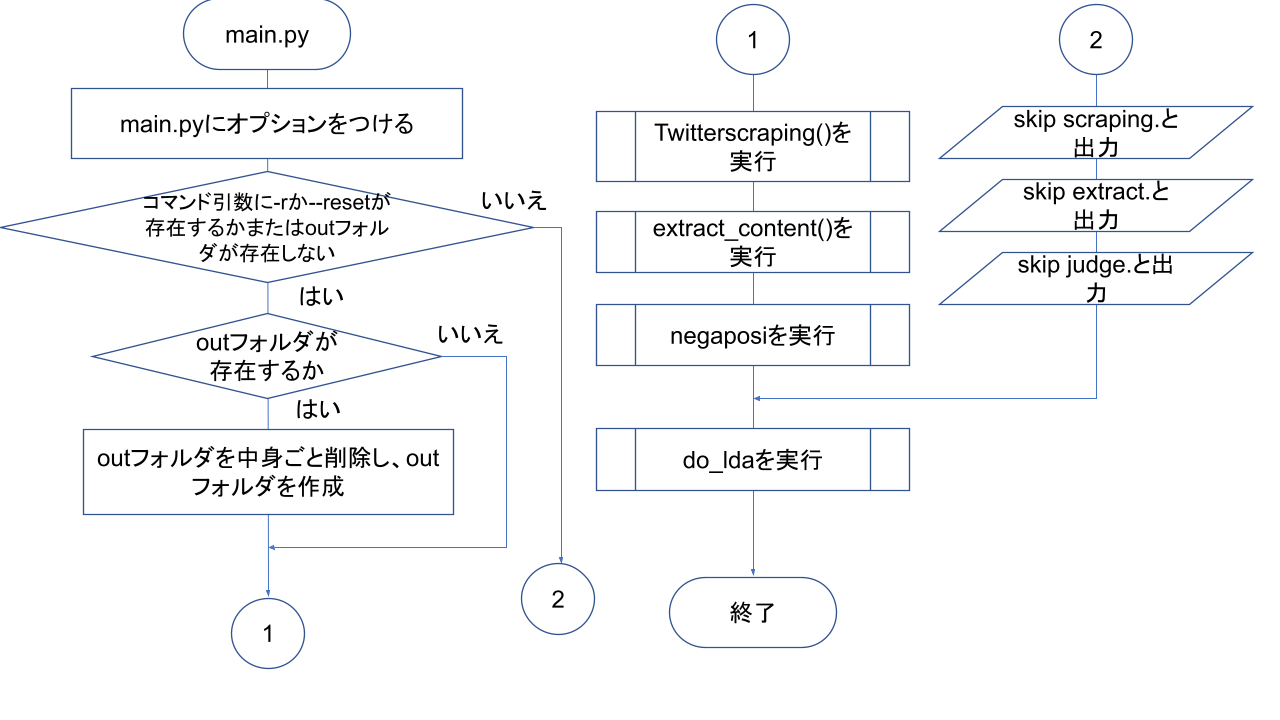 main.py
main.pyにオプションをつける
コマンド引数に-rか--resetが
存在するかまたはoutフォル
ダが存在しない
いいえ
はい
outフォルダが
存在するか
いいえ
はい
outフォルダを中身ごと削除し、out
フォルダを作成
1
2
1
Twitterscraping()を
実行
extract_content()を
実行
negaposiを実行
do_ldaを実行
終了
2
skip scraping.と
出力
skip extract.と
出力
skip judge.と出
力